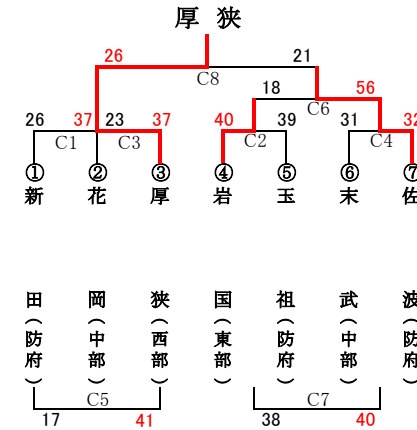 厚狭
26 21
C8
18 56
C6
26 37 23 37 40 39 31 32
C1 C3 C2 C4
① ② ③ ④ ⑤ ⑥ ⑦
新 花 厚 岩 玉 末 佐
田 岡 狭 国 祖 武 波
（防府） （中部） （西部） （東部） （防府） （中部） （防府）
C5 C7
17 41 38 40